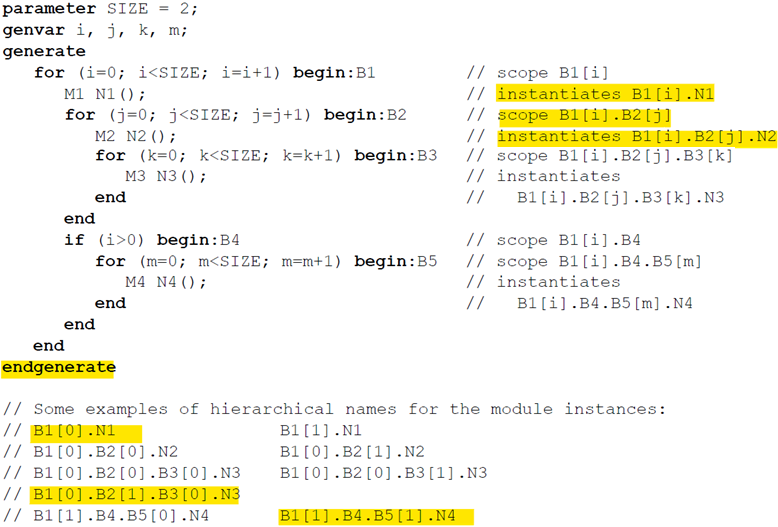 parameter SIZE = 2;
genvar i, j, k, m;
generate
for (i=0; i<SIZE; i=i+1) begin:B1 // scope B1[i]
M1 N1(); // instantiates B1[i].N1
for (j=0; j<SIZE; j=j+1) begin:B2 // scope B1[i].B2[j]
M2 N2(); // instantiates B1[i].B2[j].N2
for (k=0; k<SIZE; k=k+1) begin:B3 // scope B1[i].B2[j].B3[k]
M3 N3(); // instantiates
end // B1[i].B2[j].B3[k].N3
end
if (i>0) begin:B4 // scope B1[i].B4
for (m=0; m<SIZE; m=m+1) begin:B5 // scope B1[i].B4.B5[m]
M4 N4(); // instantiates
end // B1[i].B4.B5[m].N4
end
end
endgenerate
// Some examples of hierarchical names for the module instances:
// B1[0].N1 B1[1].N1
// B1[0].B2[0].N2 B1[0].B2[1].N2
// B1[0].B2[0].B3[0].N3 B1[0].B2[0].B3[1].N3
// B1[0].B2[1].B3[0].N3
// B1[1].B4.B5[0].N4 B1[1].B4.B5[1].N4